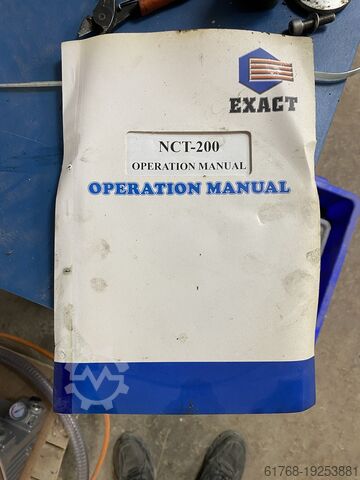 EXACT
NCT-200
OPERATION MANUAL
OPERATION MANUAL
61768-19253881